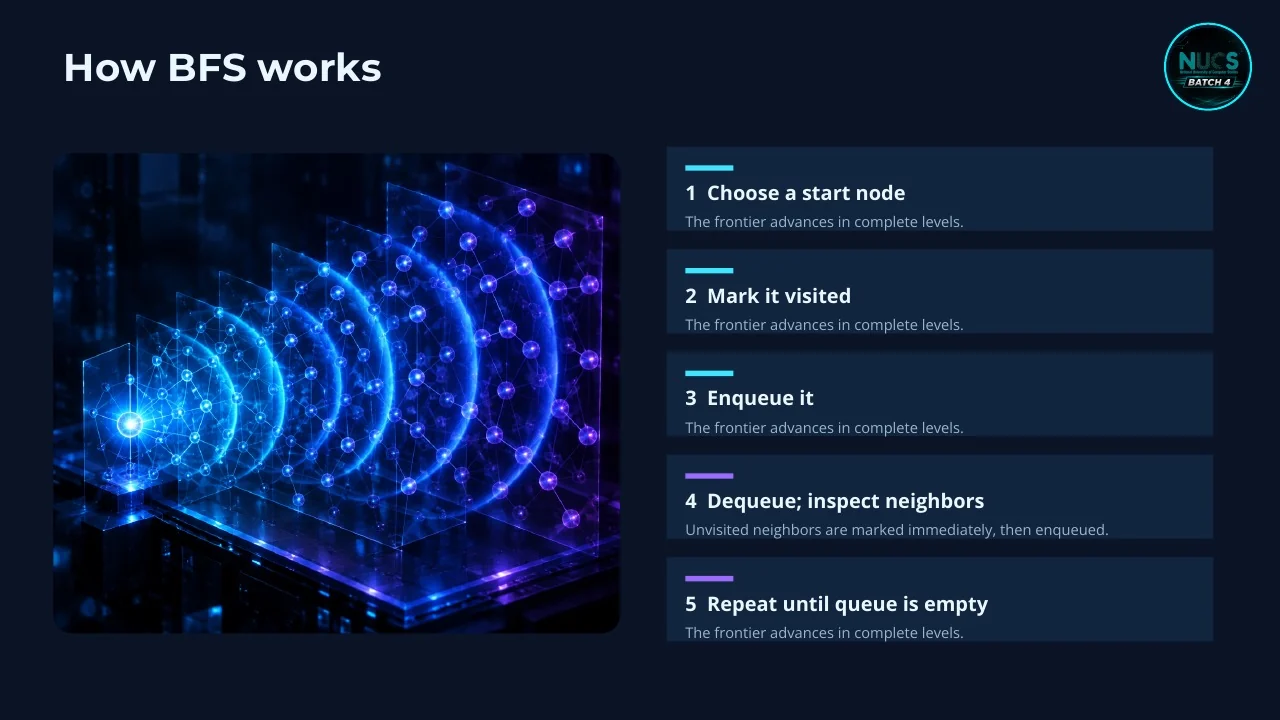 How BFS works
NUCS
BATCH 4
1 Choose a start node
The frontier advances in complete levels.
2 Mark it visited
The frontier advances in complete levels.
3 Enqueue it
The frontier advances in complete levels.
4 Dequeue; inspect neighbors
Unvisited neighbors are marked immediately, then enqueued.
5 Repeat until queue is empty
The frontier advances in complete levels.